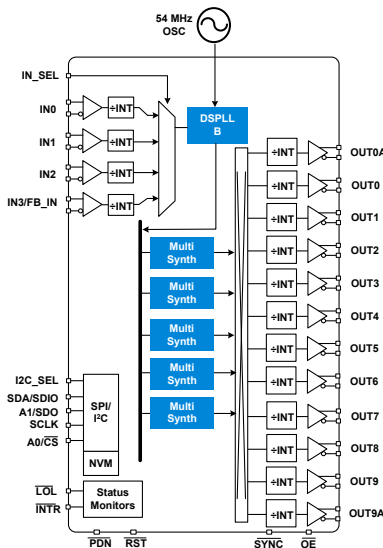 54 MHz
OSC
IN_SEL
DSPLL
B
IN0
÷INT
IN1
÷INT
IN2
÷INT
IN3/FB_IN
÷INT
÷INT
OUT0A
÷INT
OUT0
÷INT
OUT1
Multi
Synth
÷INT
OUT2
Multi
Synth
÷INT
OUT3
Multi
Synth
÷INT
OUT4
÷INT
OUT5
Multi
Synth
÷INT
OUT6
Multi
Synth
÷INT
OUT7
÷INT
OUT8
÷INT
OUT9
÷INT
OUT9A
I2C_SEL
SDA/SDIO
A1/SDO
SCLK
A0/CS
SPI/
I²C
NVM
LOL
INTR
Status
Monitors
PDN
RST
SYNC
OE